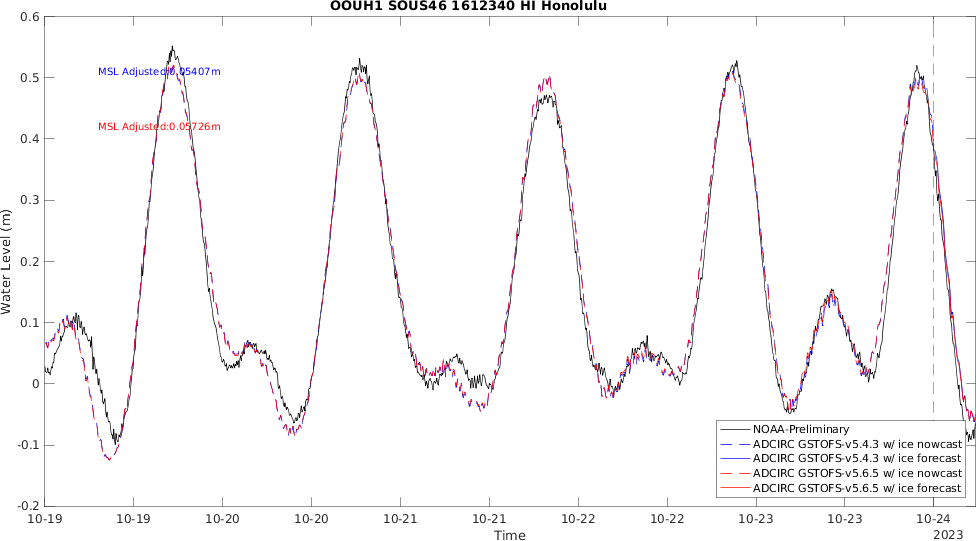 OOUH1 SOUS46 1612340 HI Honolulu
0.6
0.5
0.4
0.3
0.2
0.1
0
-0.1
-0.2
Water Level (m)
MSL Adjusted:0.05407m
MSL Adjusted:0.05726m
NOAA-Preliminary
ADCIRC GSTOFS-v5.4.3 w/ ice nowcast
ADCIRC GSTOFS-v5.4.3 w/ ice forecast
ADCIRC GSTOFS-v5.6.5 w/ ice nowcast
ADCIRC GSTOFS-v5.6.5 w/ ice forecast
10-19 10-19 10-20 10-20 10-21 10-21 10-22 10-22 10-23 10-23 10-24
2023
Time